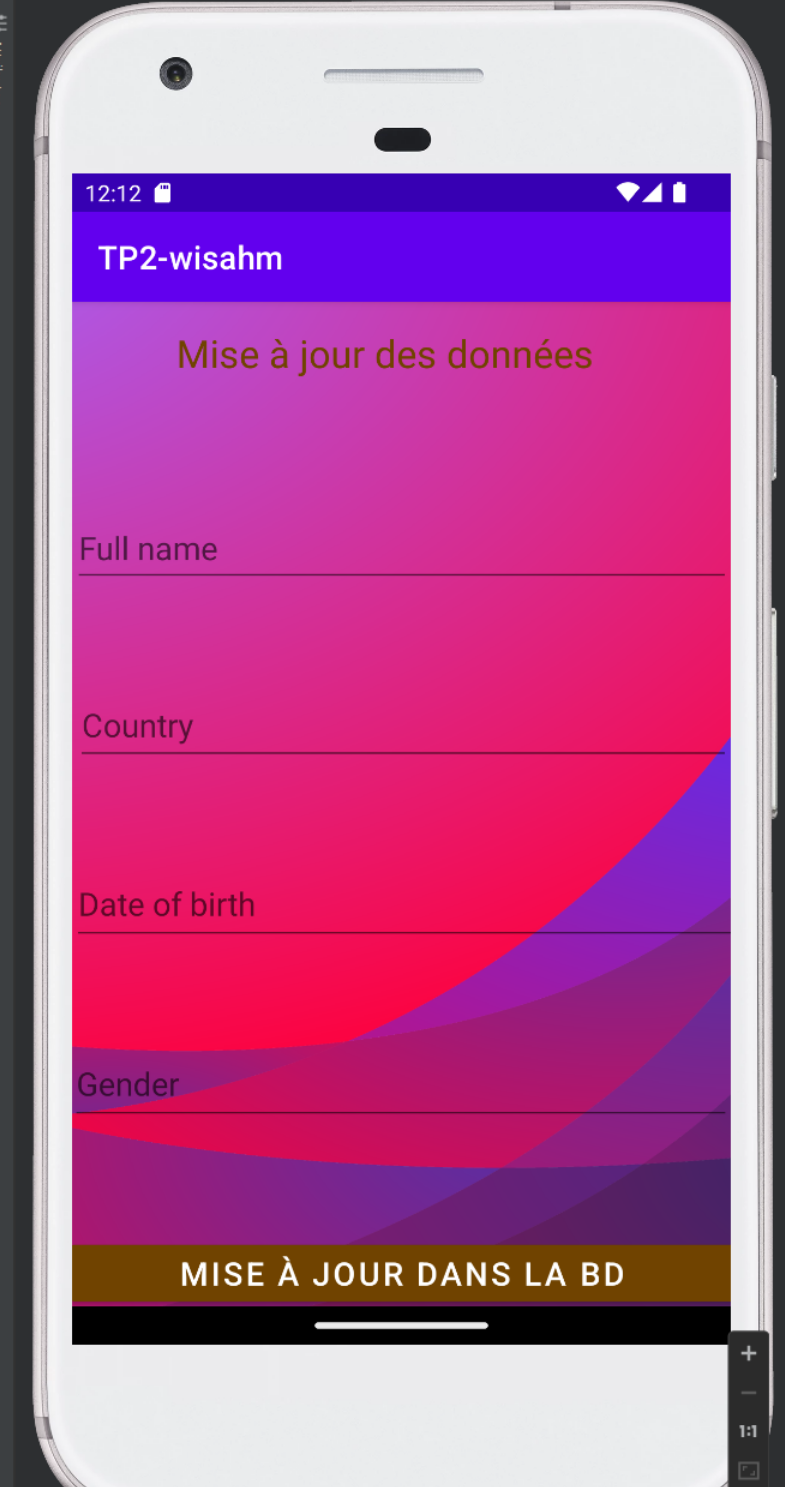 12:12
TP2-wisahm
Mise à jour des données
Full name
Country
Date of birth
Gender
MISE À JOUR DANS LA BD
1:1